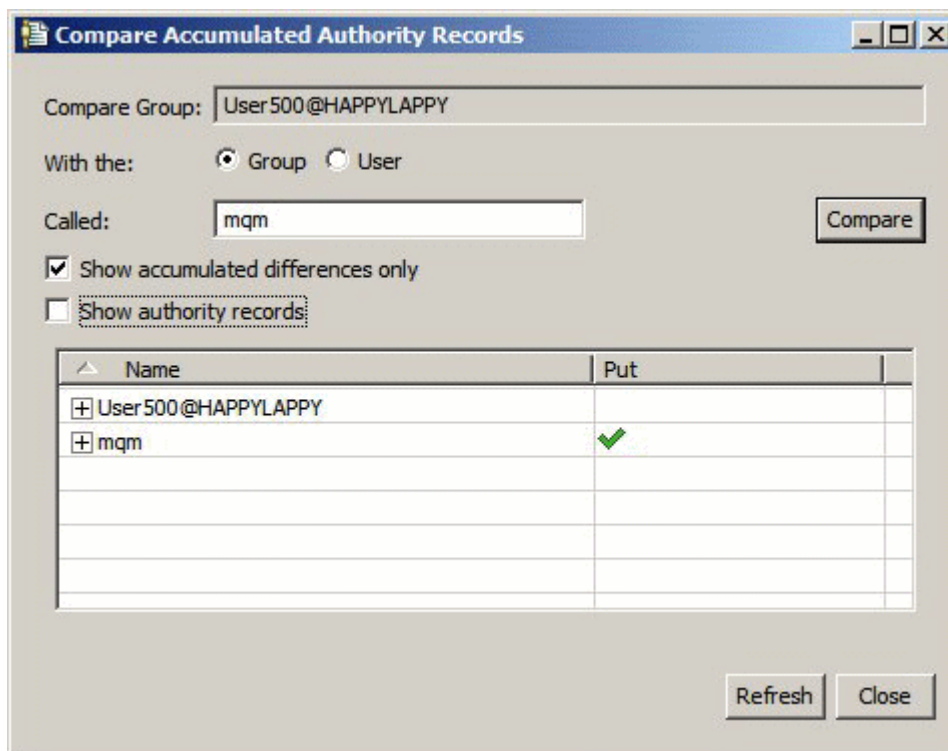 Compare Accumulated Authority Records
Compare Group: User500@HAPPYLAPPY
With the: Group User
Called: mqm Compare
Show accumulated differences only
Show authority records
Name Put
User500@HAPPYLAPPY
mqm
Refresh Close